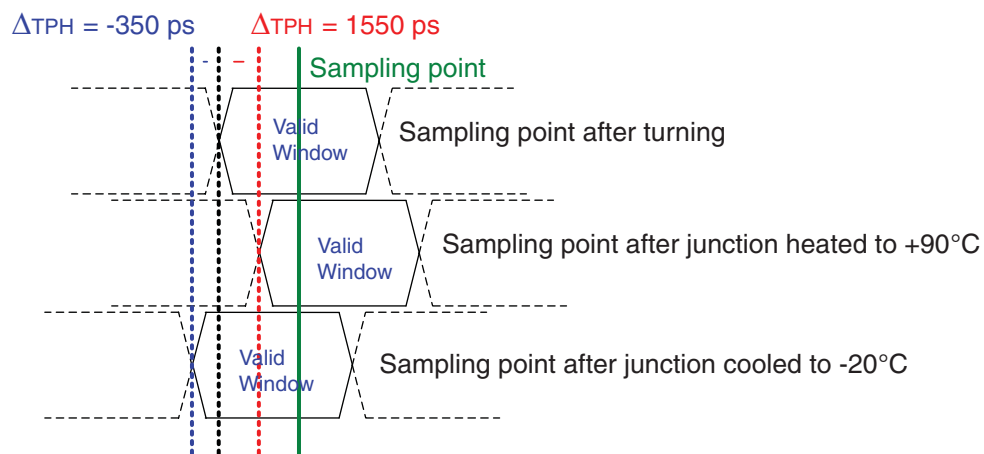 ΔTPH = -350 ps
ΔTPH = 1550 ps
- –
Sampling point
Valid
Window
Sampling point after turning
Valid
Window
Sampling point after junction heated to +90°C
Valid
Window
Sampling point after junction cooled to -20°C